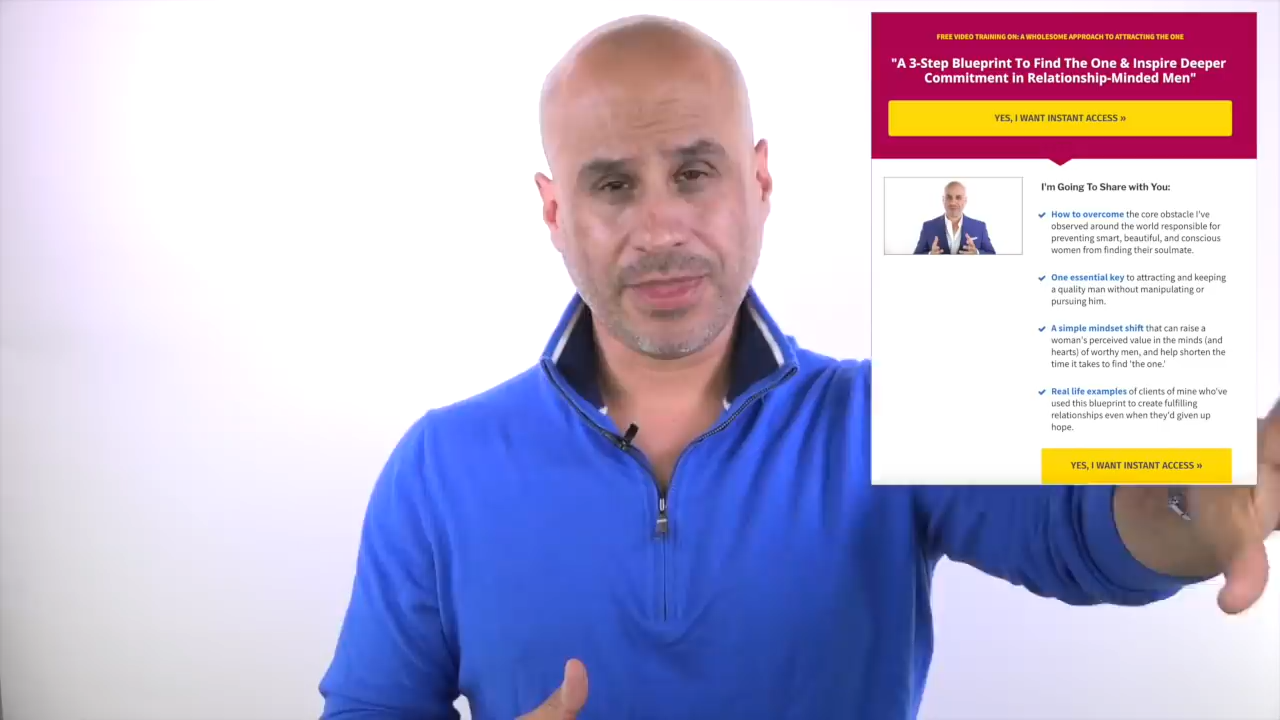 FREE VIDEO TRAINING ON: A WHOLESOME APPROACH TO ATTRACTING THE ONE
"A 3-Step Blueprint To Find The One & Inspire Deeper
Commitment in Relationship-Minded Men"
YES, I WANT INSTANT ACCESS »
I'm Going To Share with You:
How to overcome the core obstacle I've
observed around the world responsible for
preventing smart, beautiful, and conscious
women from finding their soulmate.
One essential key to attracting and keeping
a quality man without manipulating or
pursuing him.
A simple mindset shift that can raise a
woman's perceived value in the minds (and
hearts) of worthy men, and help shorten the
time it takes to find 'the one.'
Real life examples of clients of mine who've
used this blueprint to create fulfilling
relationships even when they'd given up
hope.
YES, I WANT INSTANT ACCESS »